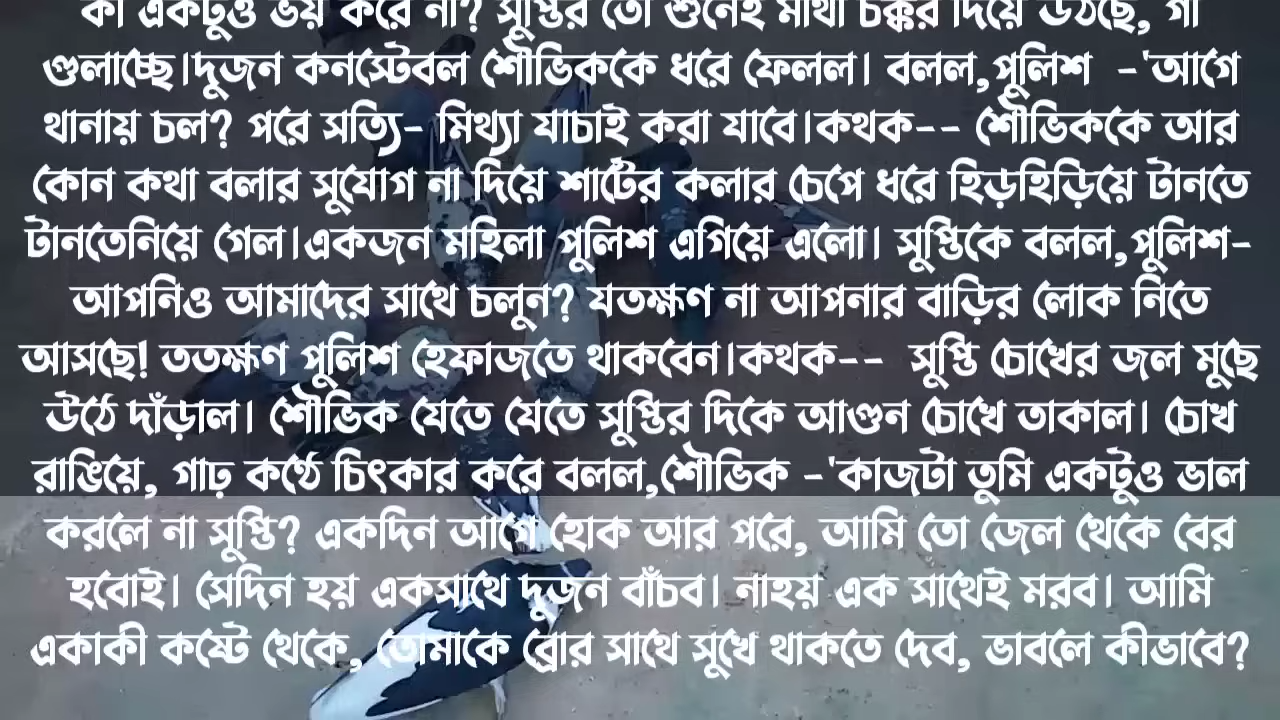 কী একটুও ভয় করে না? সুপ্তির তো শুনেই মাথা চক্কর দিয়ে উঠছে, গা
গুলাচ্ছে।দুজন কনস্টেবল শৌভিককে ধরে ফেলল। বলল,পুলিশ -'আগে
থানায় চল? পরে সত্যি- মিথ্যা যাচাই করা যাবে।কথক-- শৌভিককে আর
কোন কথা বলার সুযোগ না দিয়ে শার্টের কলার চেপে ধরে হিড়হিড়িয়ে টানতে
টানতেনিয়ে গেল।একজন মহিলা পুলিশ এগিয়ে এলো। সুপ্তিকে বলল,পুলিশ-
আপনিও আমাদের সাথে চলুন? যতক্ষণ না আপনার বাড়ির লোক নিতে
আসছে! ততক্ষণ পুলিশ হেফাজতে থাকবেন।কথক-- সুপ্তি চোখের জল মুছে
উঠে দাঁড়াল। শৌভিক যেতে যেতে সুপ্তির দিকে আগুন চোখে তাকাল। চোখ
রাঙিয়ে, গাঢ় কণ্ঠে চিৎকার করে বলল,শৌভিক -'কাজটা তুমি একটুও ভাল
করলে না সুপ্তি? একদিন আগে হোক আর পরে, আমি তো জেল থেকে বের
হবোই। সেদিন হয় একসাথে দুজন বাঁচব। নাহয় এক সাথেই মরব। আমি
একাকী কষ্টে থেকে, তোমাকে ব্রোর সাথে সুখে থাকতে দেব, ভাবলে কীভাবে?